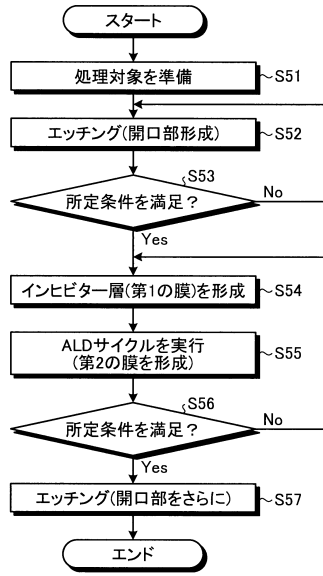 スタート
処理対象を準備 S51
エッチング(開口部形成) S52
S53
所定条件を満足？ No
Yes
インヒビター層(第1の膜)を形成 S54
ALDサイクルを実行
(第2の膜を形成) S55
S56
所定条件を満足？ No
Yes
エッチング(開口部をさらに) S57
エンド